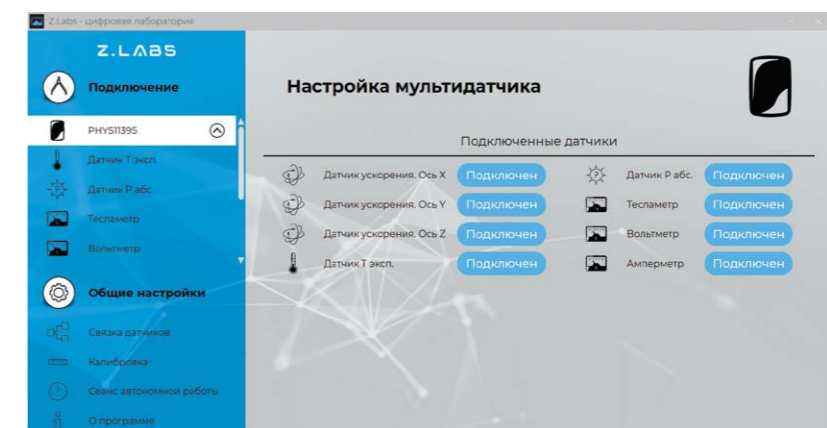 Z.Labs - цифровая лаборатория
Z.LABS
Подключение
PHYS11395
Датчик Т эксп.
Датчик Р абс.
Тесламетр
Вольтметр
Общие настройки
Связка датчиков
Калибровка
Сеанс автономной работы
О программе
Настройка мультидатчика
Подключенные датчики
Датчик ускорения. Ось X Подключен
Датчик ускорения. Ось Y Подключен
Датчик ускорения. Ось Z Подключен
Датчик Т эксп. Подключен
Датчик Р абс. Подключен
Тесламетр Подключен
Вольтметр Подключен
Амперметр Подключен